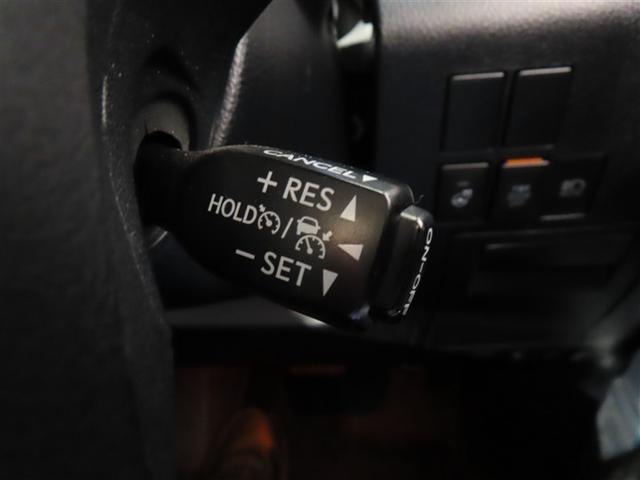 CANCEL▼
+ RES ▲
HOLD /
− SET ▼
ON-OFF